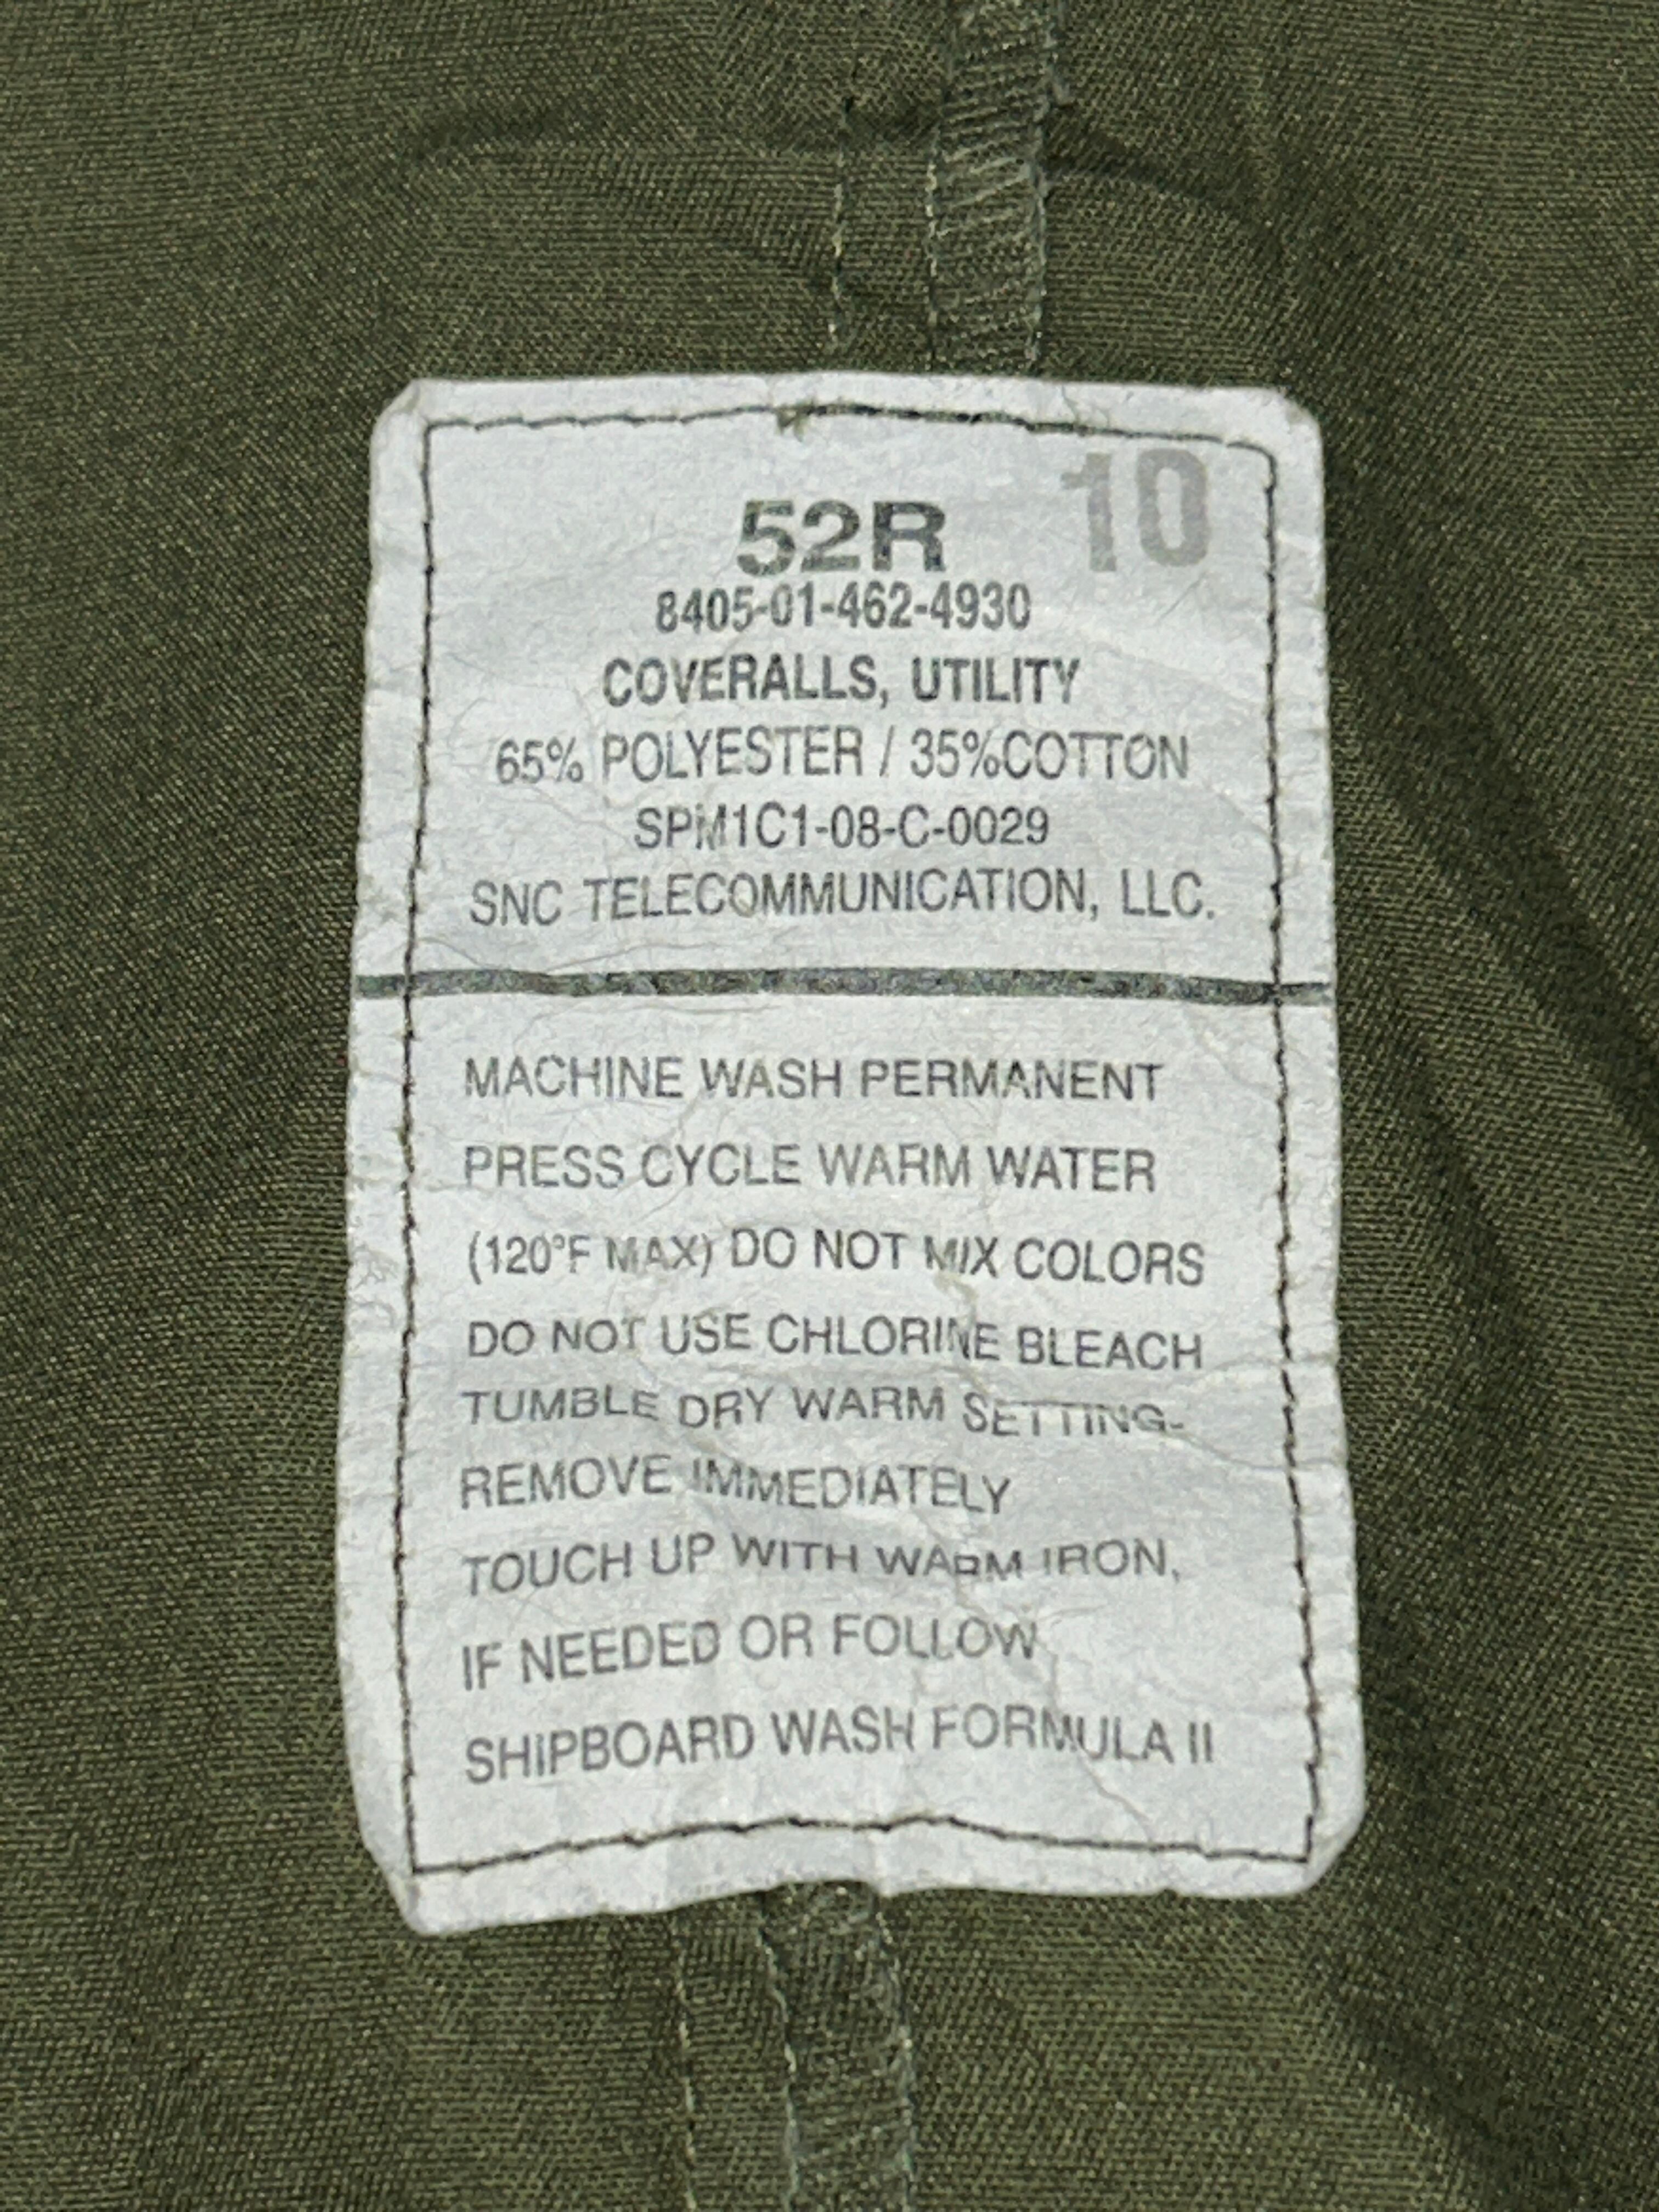 10
52R
8405-01-462-4930
COVERALLS, UTILITY
65% POLYESTER / 35%COTTON
SPM1C1-08-C-0029
SNC TELECOMMUNICATION, LLC.
MACHINE WASH PERMANENT
PRESS CYCLE WARM WATER
(120°F MAX) DO NOT MIX COLORS
DO NOT USE CHLORINE BLEACH
TUMBLE DRY WARM SETTING-
REMOVE IMMEDIATELY
TOUCH UP WITH WARM IRON,
IF NEEDED OR FOLLOW
SHIPBOARD WASH FORMULA II